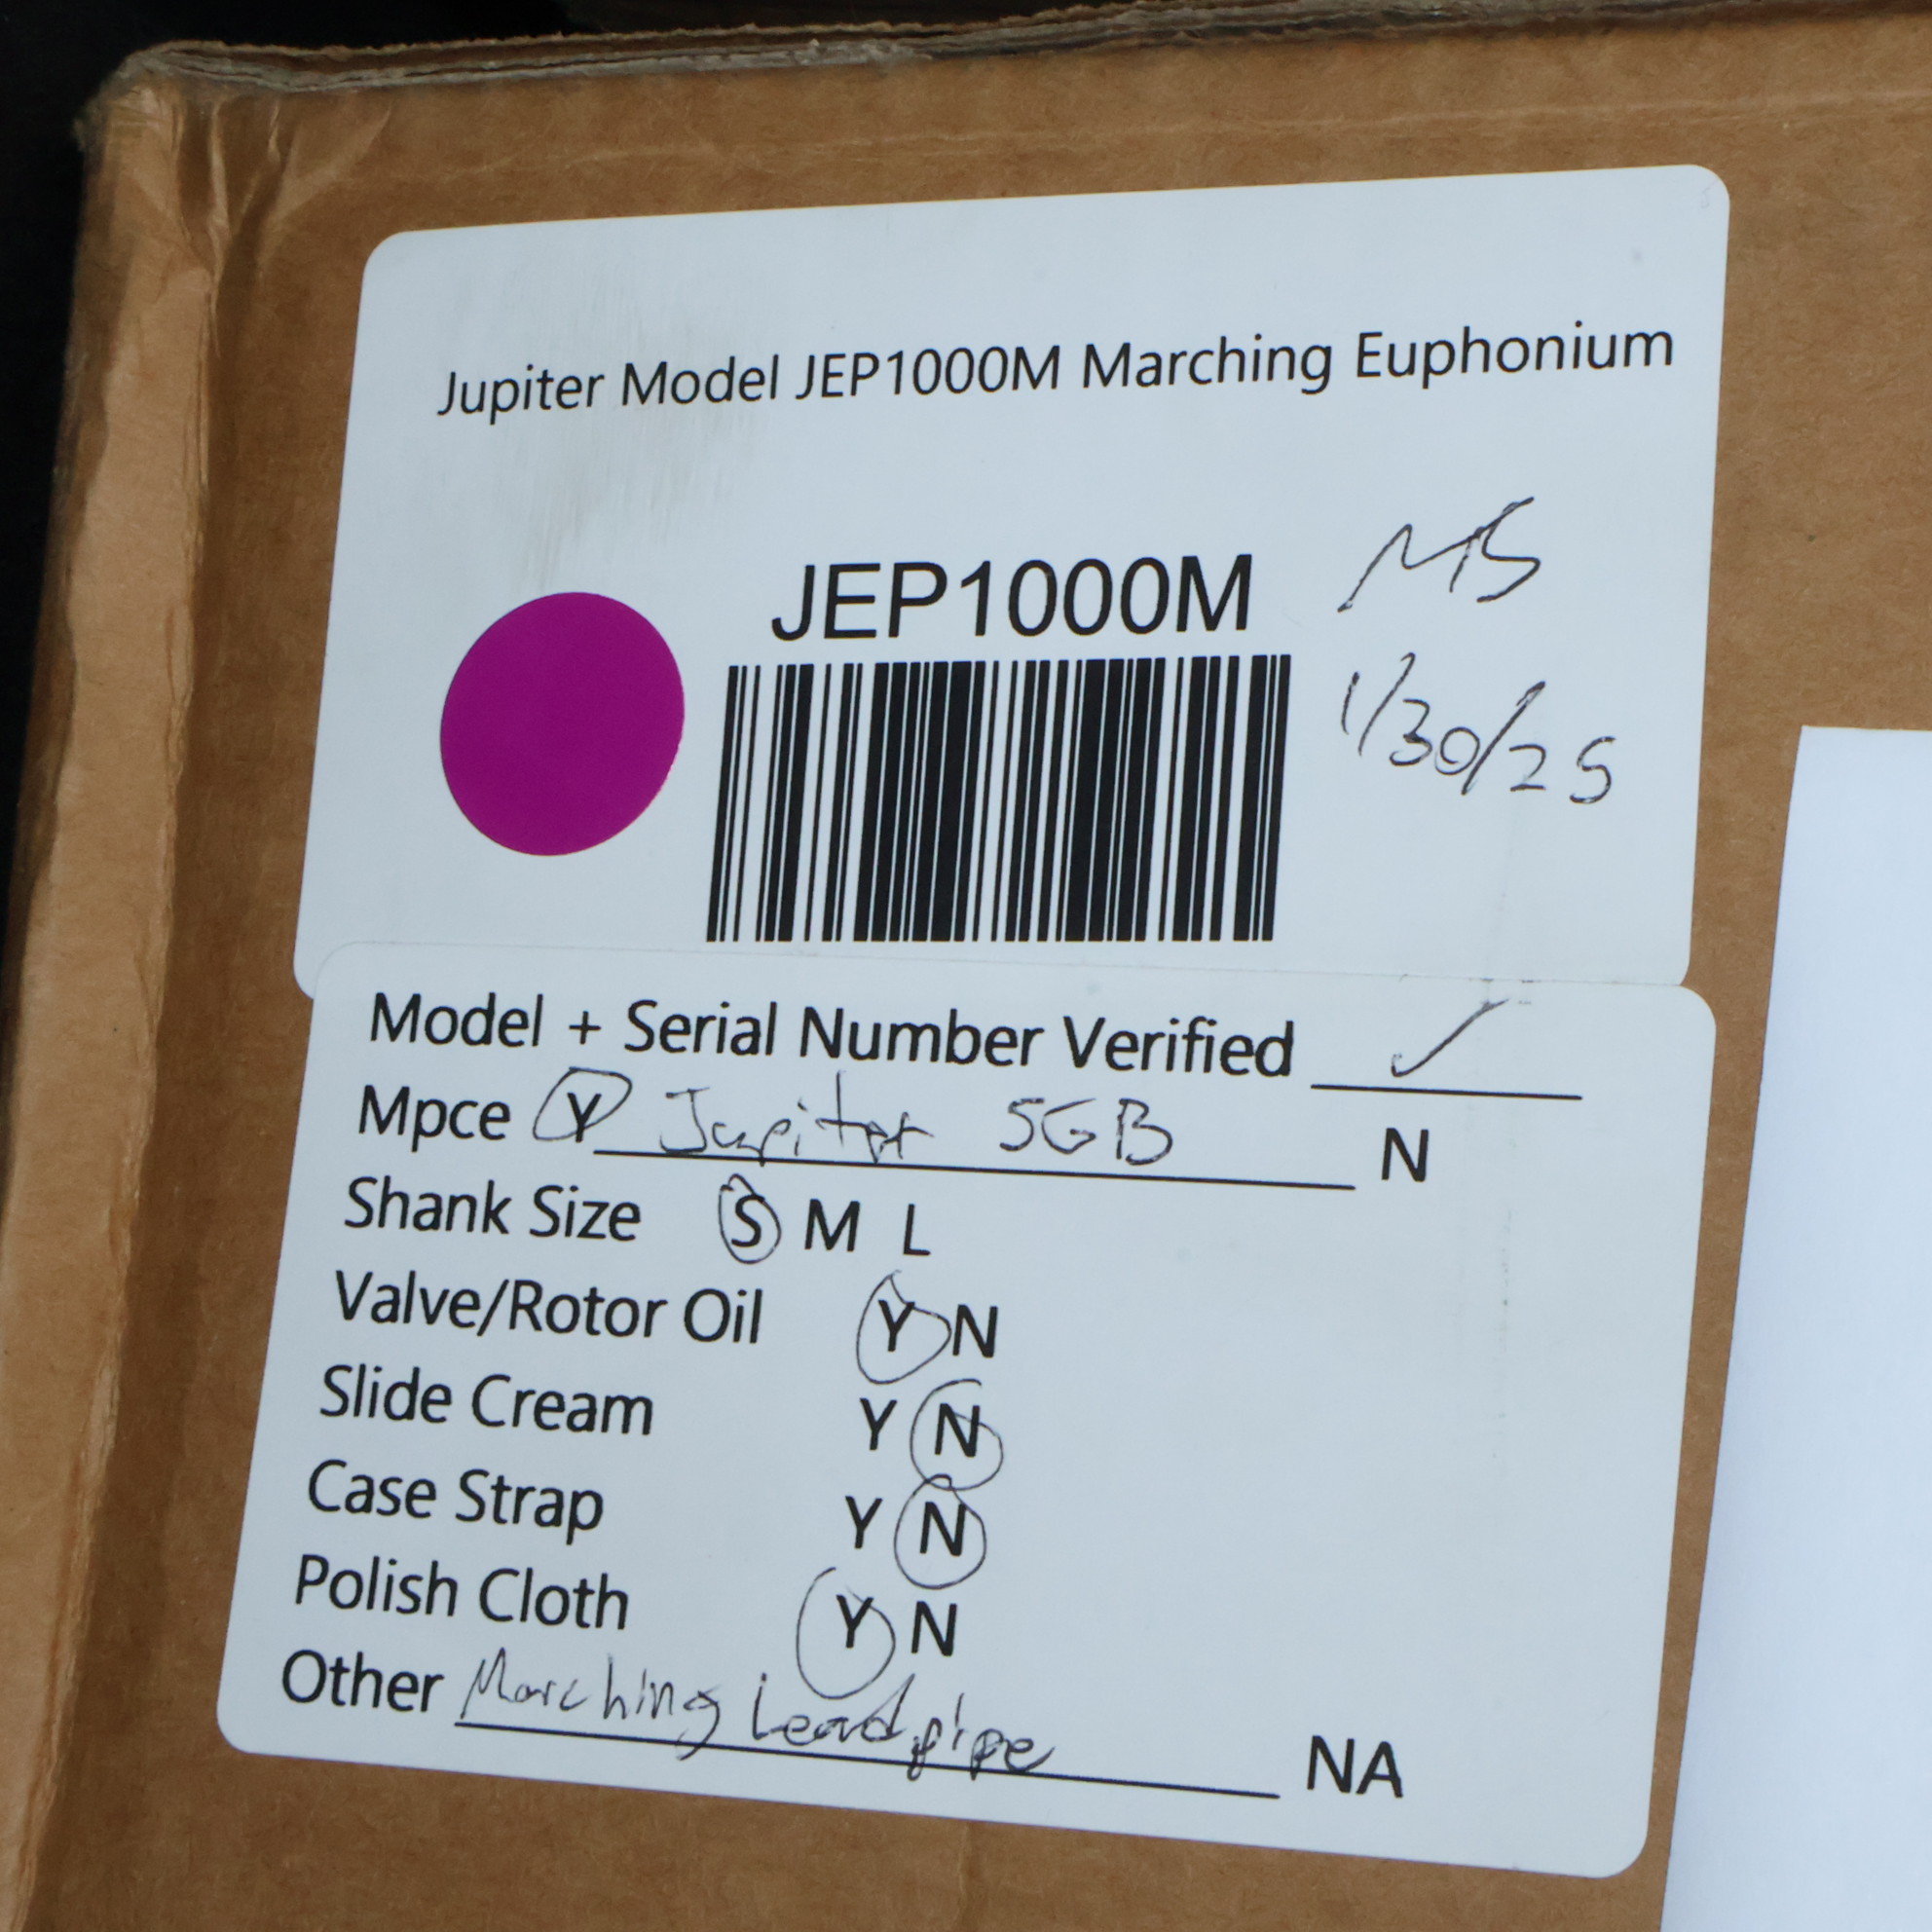 Jupiter Model JEP1000M Marching Euphonium
JEP1000M
MS
1/30/25
Model + Serial Number Verified ✓
Mpce Y Jupiter 5GB N
Shank Size S M L
Valve/Rotor Oil Y N
Slide Cream Y N
Case Strap Y N
Polish Cloth Y N
Other Marching Leadpipe NA